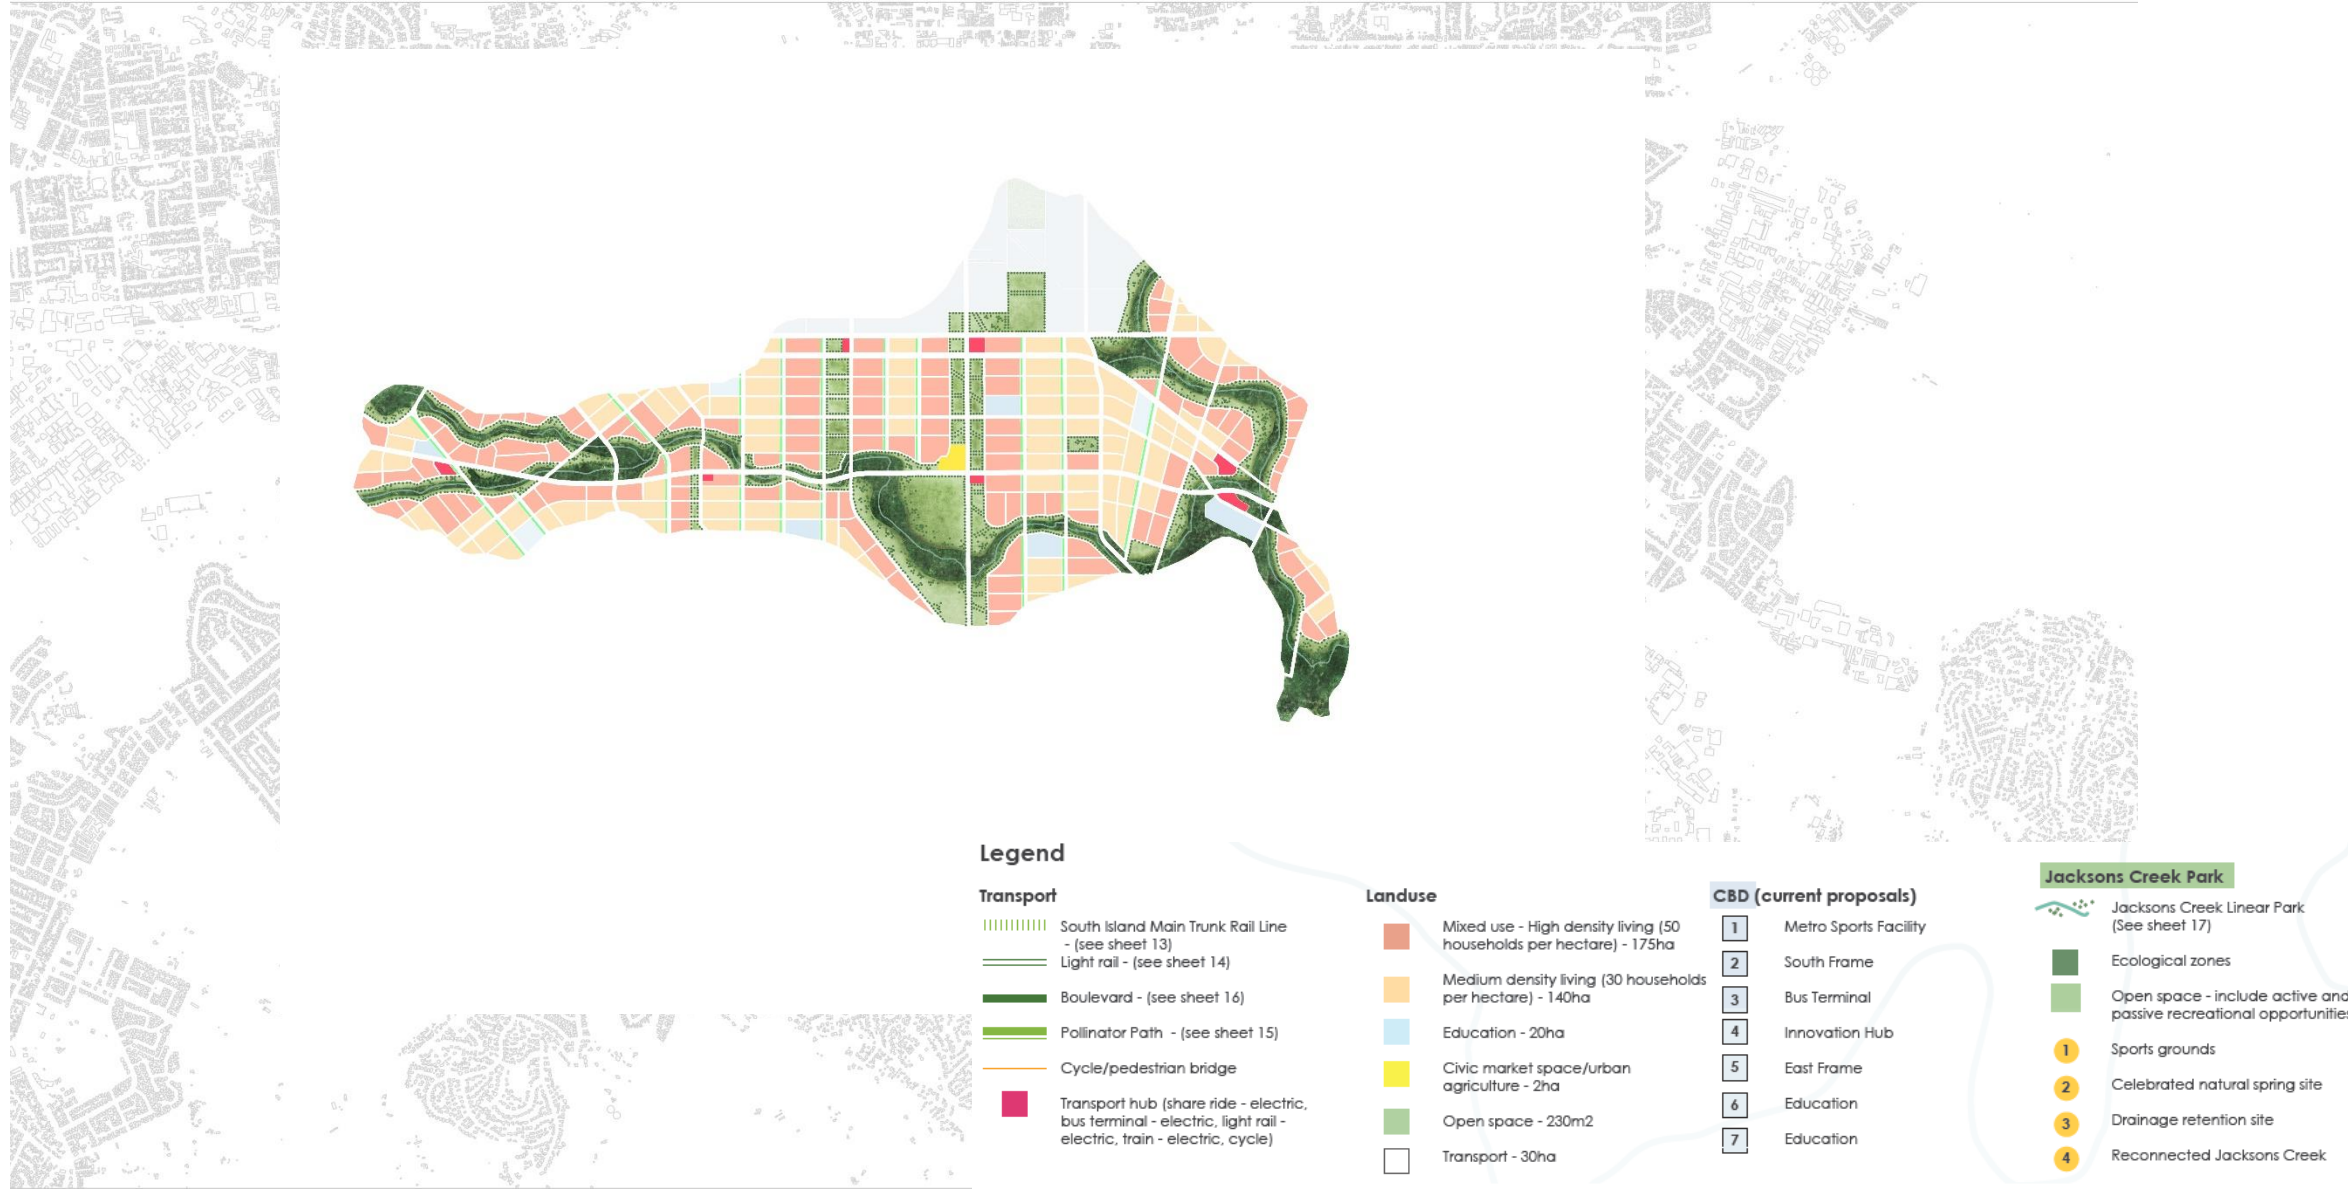 Legend
Transport
South Island Main Trunk Rail Line
- (see sheet 13)
Light rail - (see sheet 14)
Boulevard - (see sheet 16)
Pollinator Path - (see sheet 15)
Cycle/pedestrian bridge
Transport hub (share ride - electric,
bus terminal - electric, light rail -
electric, train - electric, cycle)
Landuse
Mixed use - High density living (50
households per hectare) - 175ha
Medium density living (30 households
per hectare) - 140ha
Education - 20ha
Civic market space/urban
agriculture - 2ha
Open space - 230m2
Transport - 30ha
CBD (current proposals)
1 Metro Sports Facility
2 South Frame
3 Bus Terminal
4 Innovation Hub
5 East Frame
6 Education
7 Education
Jacksons Creek Park
Jacksons Creek Linear Park
(See sheet 17)
Ecological zones
Open space - include active and
passive recreational opportunities
1 Sports grounds
2 Celebrated natural spring site
3 Drainage retention site
4 Reconnected Jacksons Creek